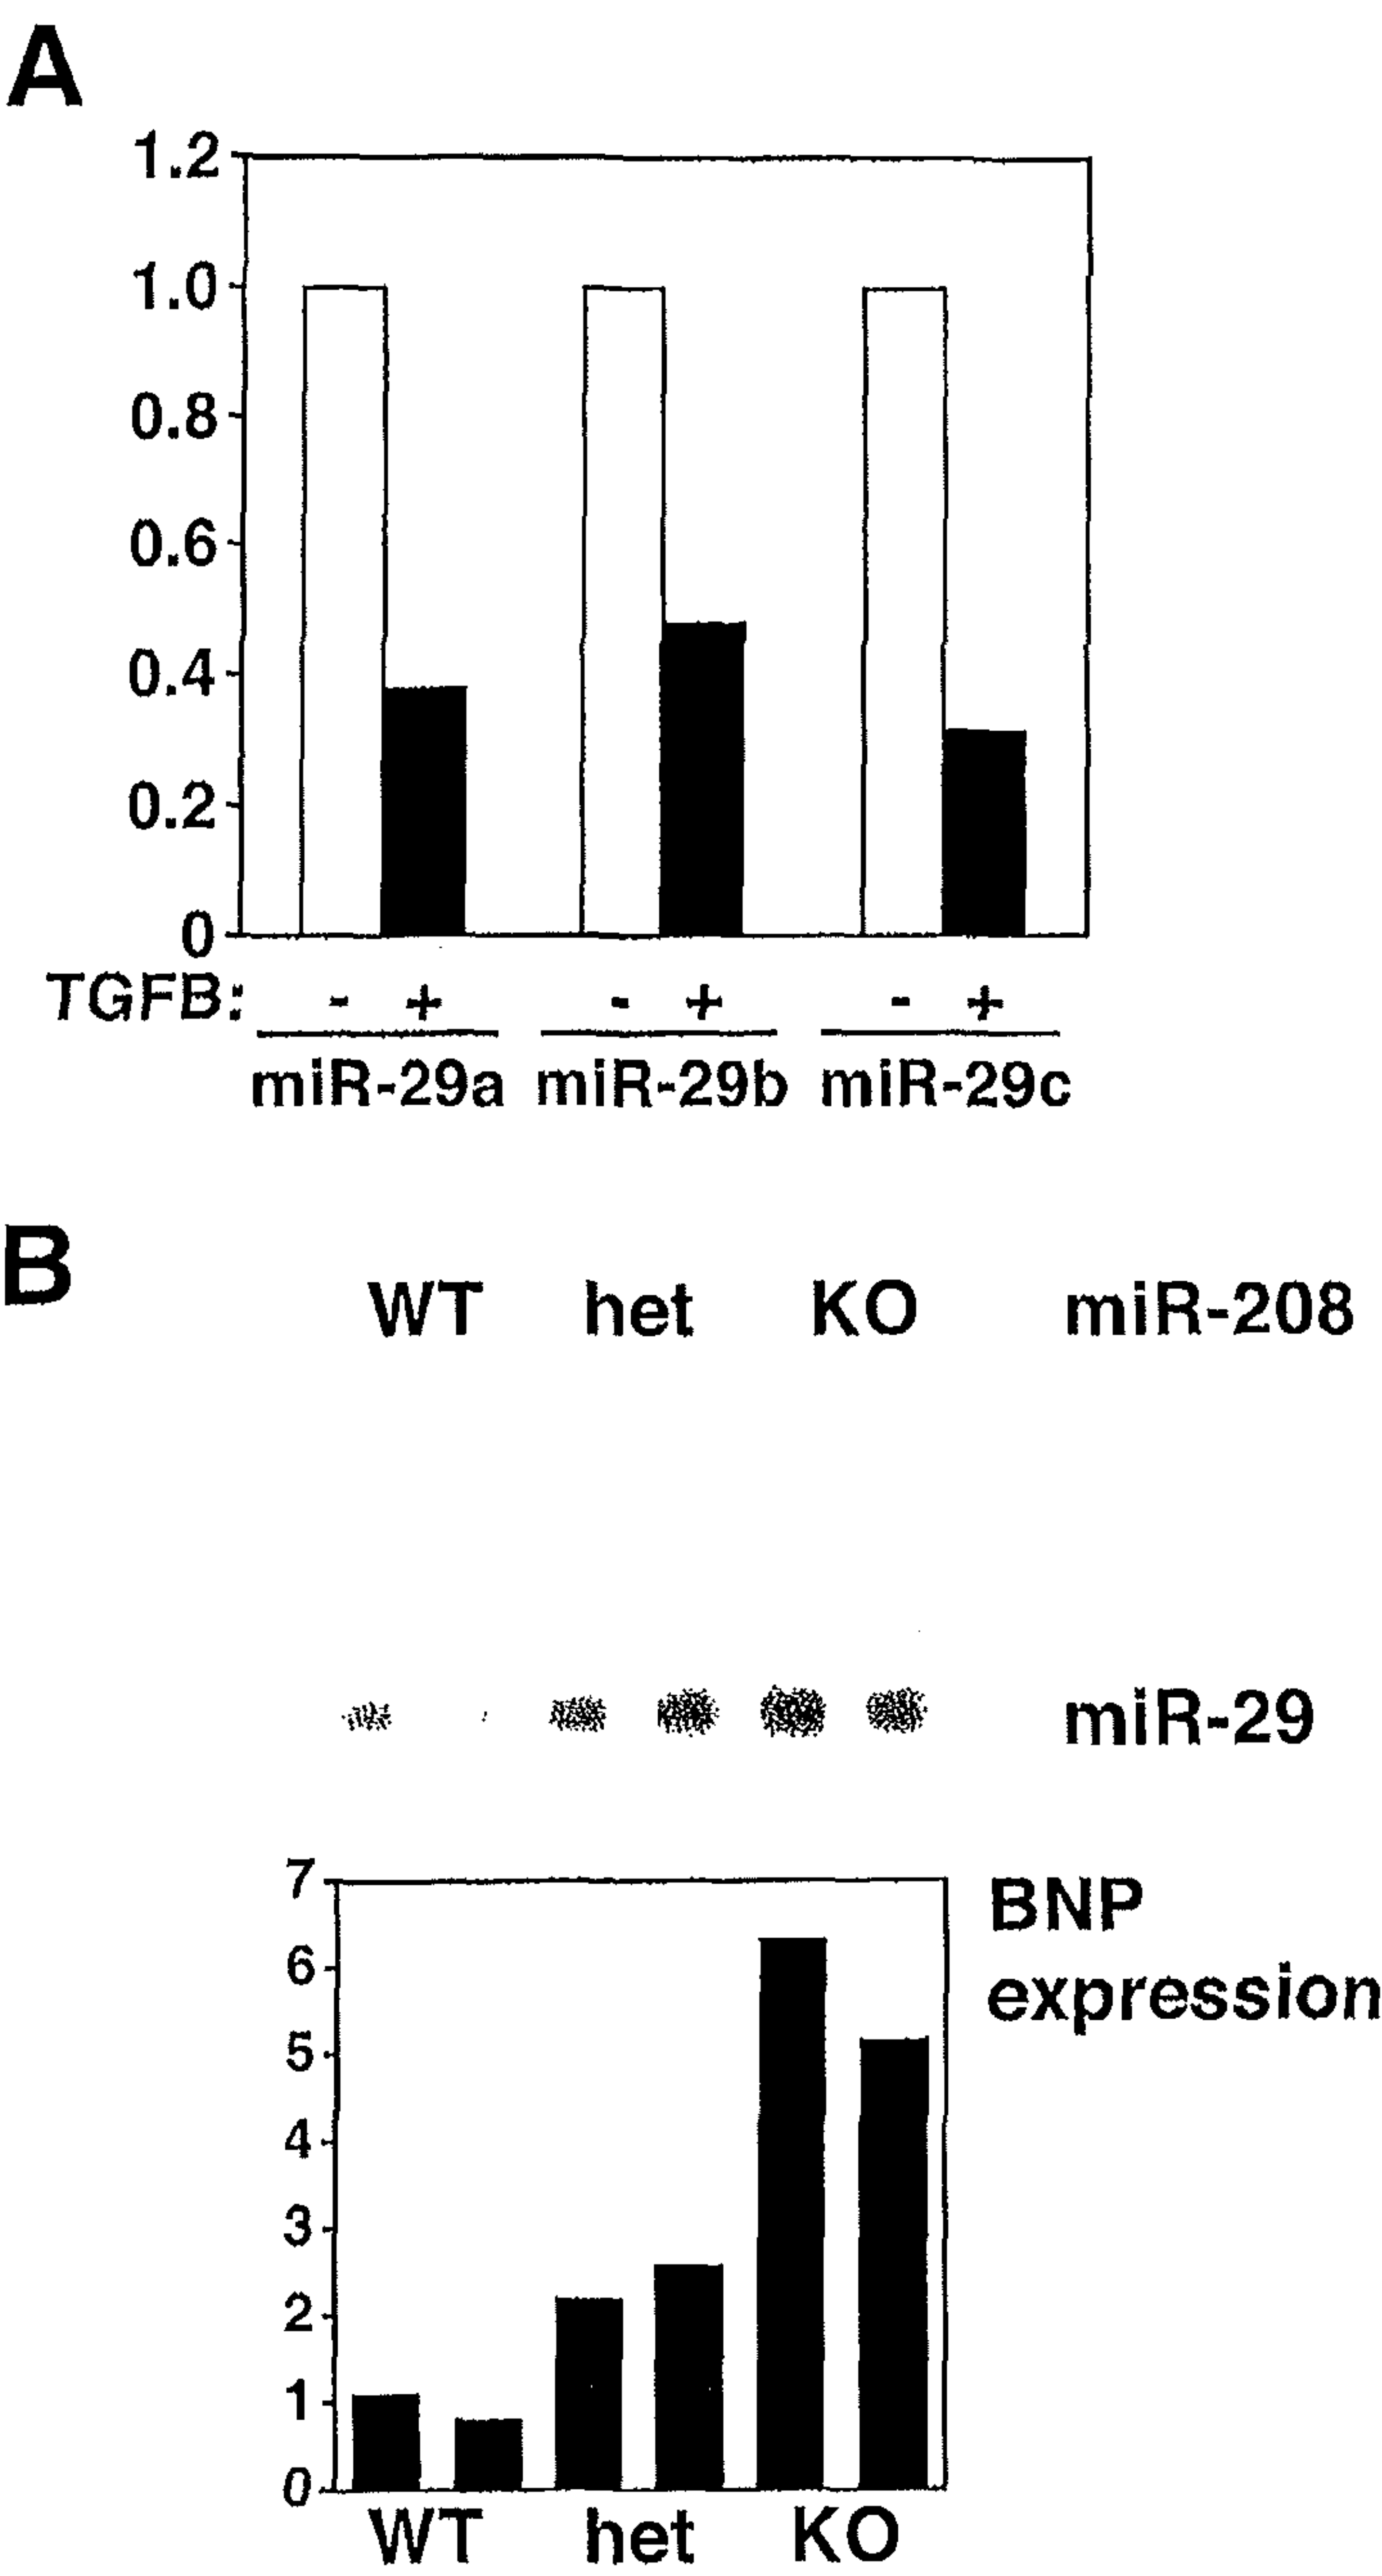 A
1.2
1.0
0.8
0.6
0.4
0.2
0
TGFB: - + - + - +
miR-29a miR-29b miR-29c
B
WT het KO miR-208
miR-29
7
6
5
4
3
2
1
0
BNP
expression
WT het KO